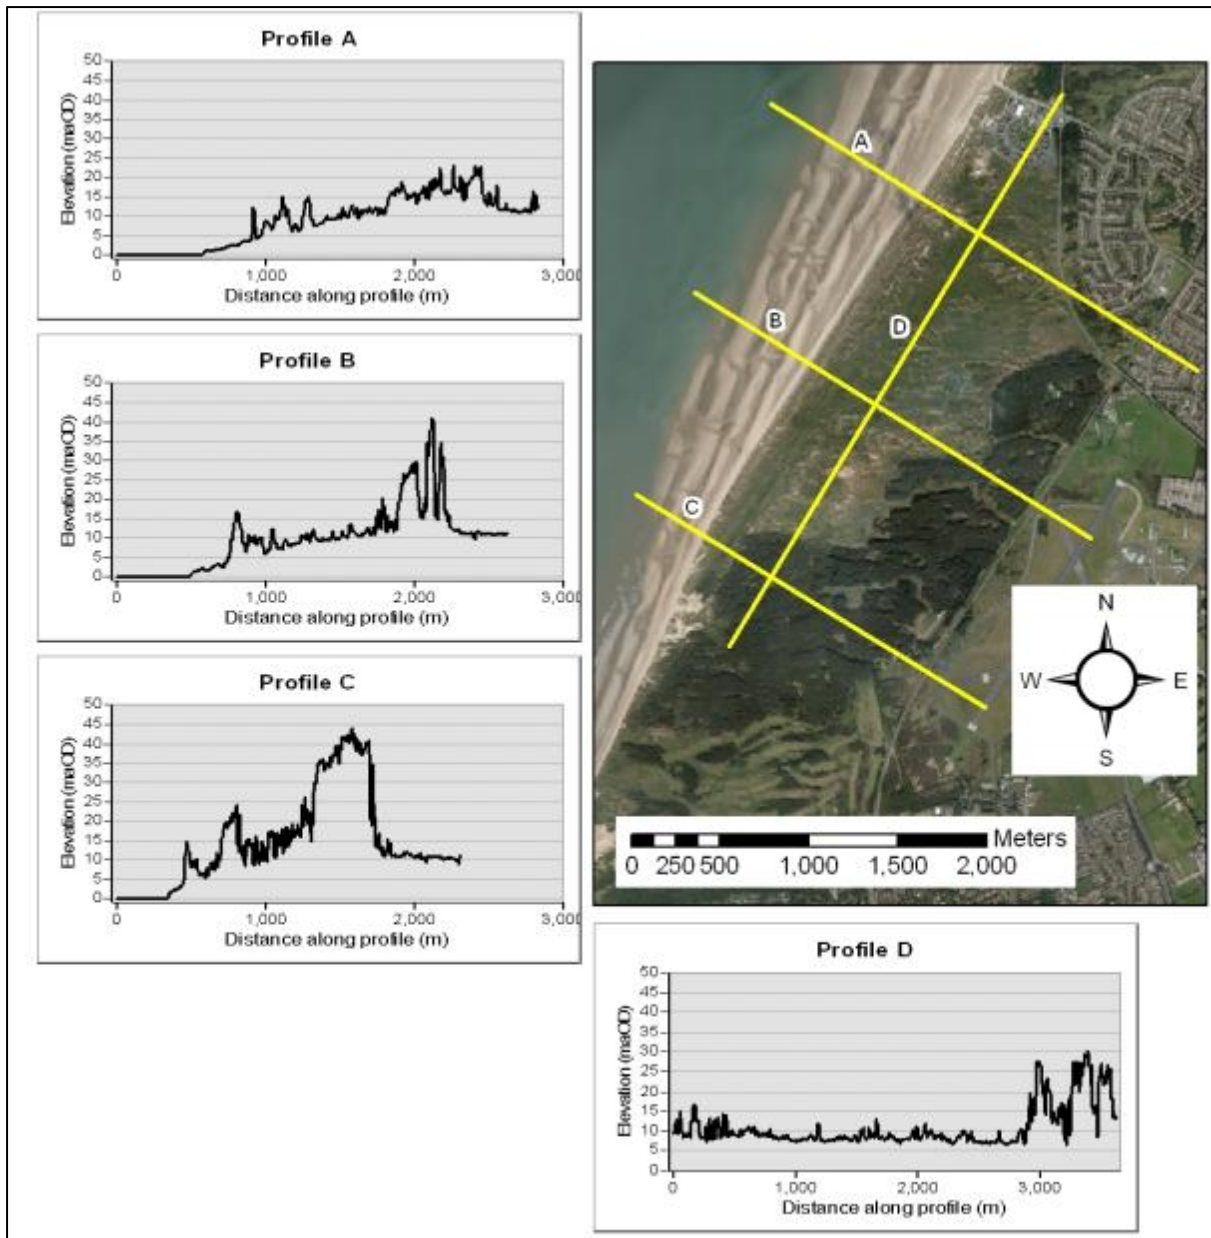 Profile A
50
45
40
35
30
25
20
15
10
5
0
Elevation (maOD)
0 1,000 2,000 3,000
Distance along profile (m)
Profile B
50
45
40
35
30
25
20
15
10
5
0
Elevation (maOD)
0 1,000 2,000 3,000
Distance along profile (m)
Profile C
50
45
40
35
30
25
20
15
10
5
0
Elevation (maOD)
0 1,000 2,000 3,000
Distance along profile (m)
A
B
D
C
N
W E
S
Meters
0 250 500 1,000 1,500 2,000
Profile D
50
45
40
35
30
25
20
15
10
5
0
Elevation (maOD)
0 1,000 2,000 3,000
Distance along profile (m)